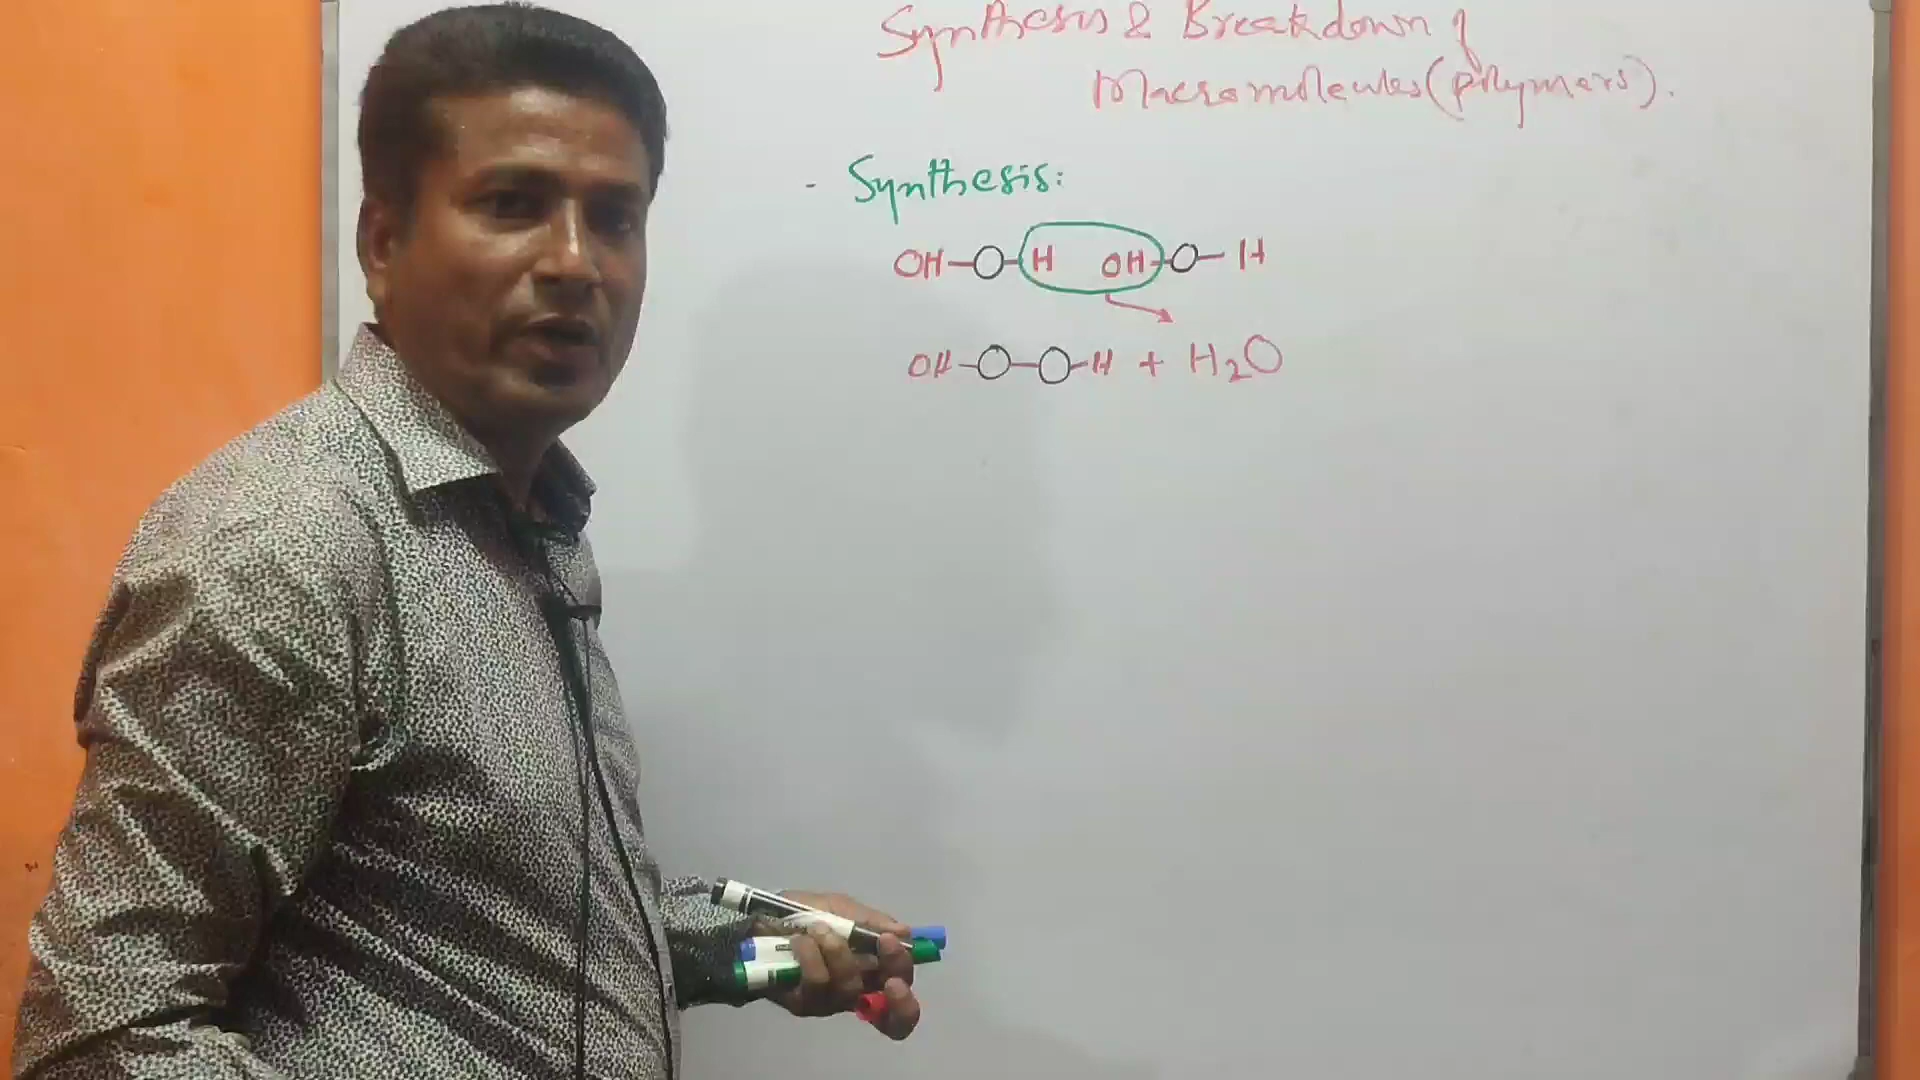 Synthesis & Breakdown of
Macromolecules (polymers).
- Synthesis:
OH-O-H OH-O-H
OH-O-O-H + H₂O